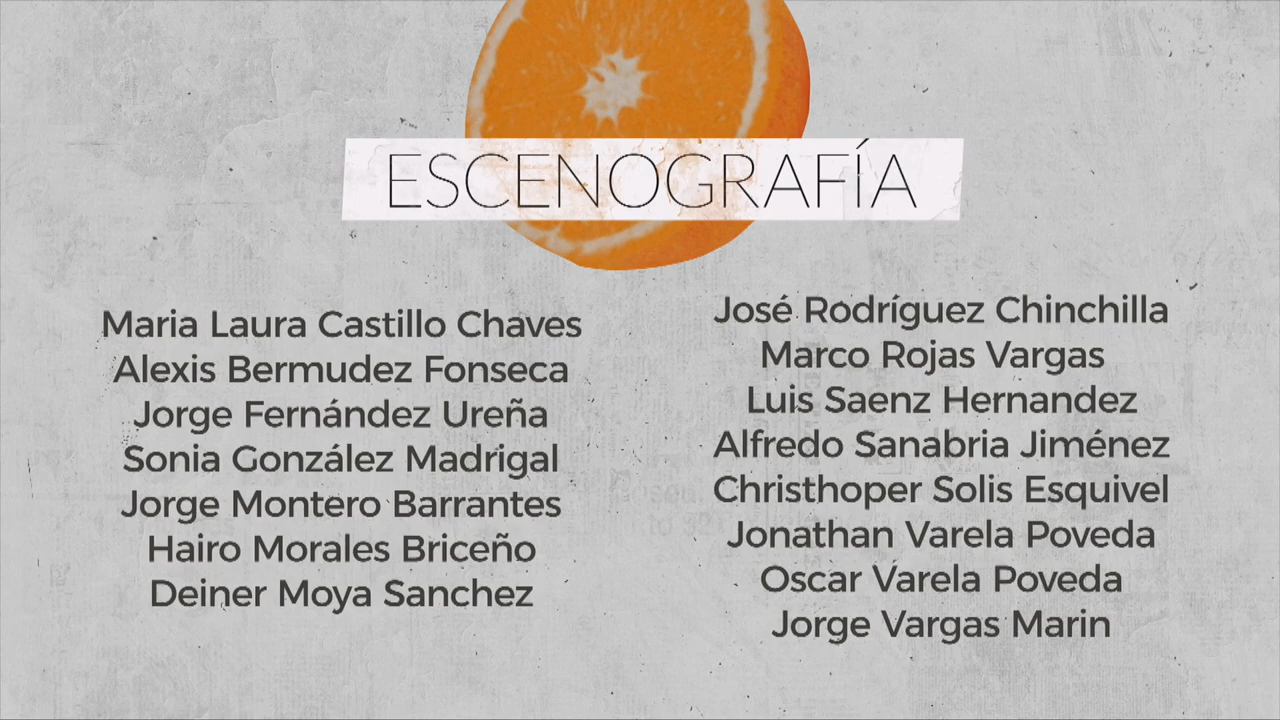 ESCENOGRAFÍA
Maria Laura Castillo Chaves
Alexis Bermudez Fonseca
Jorge Fernández Ureña
Sonia González Madrigal
Jorge Montero Barrantes
Hairo Morales Briceño
Deiner Moya Sanchez
José Rodríguez Chinchilla
Marco Rojas Vargas
Luis Saenz Hernandez
Alfredo Sanabria Jiménez
Christhoper Solis Esquivel
Jonathan Varela Poveda
Oscar Varela Poveda
Jorge Vargas Marin